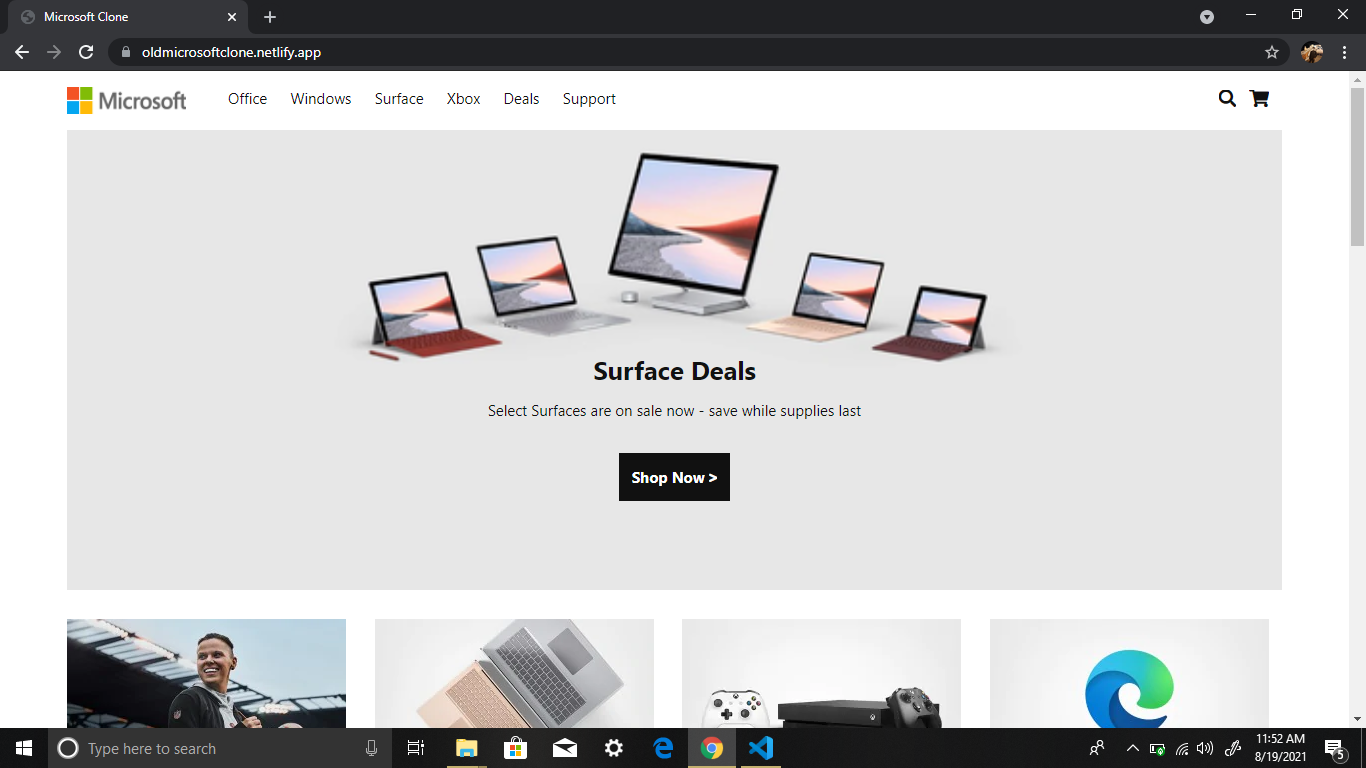 Microsoft Clone
oldmicrosoftclone.netlify.app
Microsoft
Office
Windows
Surface
Xbox
Deals
Support
Surface Deals
Select Surfaces are on sale now - save while supplies last
Shop Now >
Type here to search
11:52 AM
8/19/2021
5